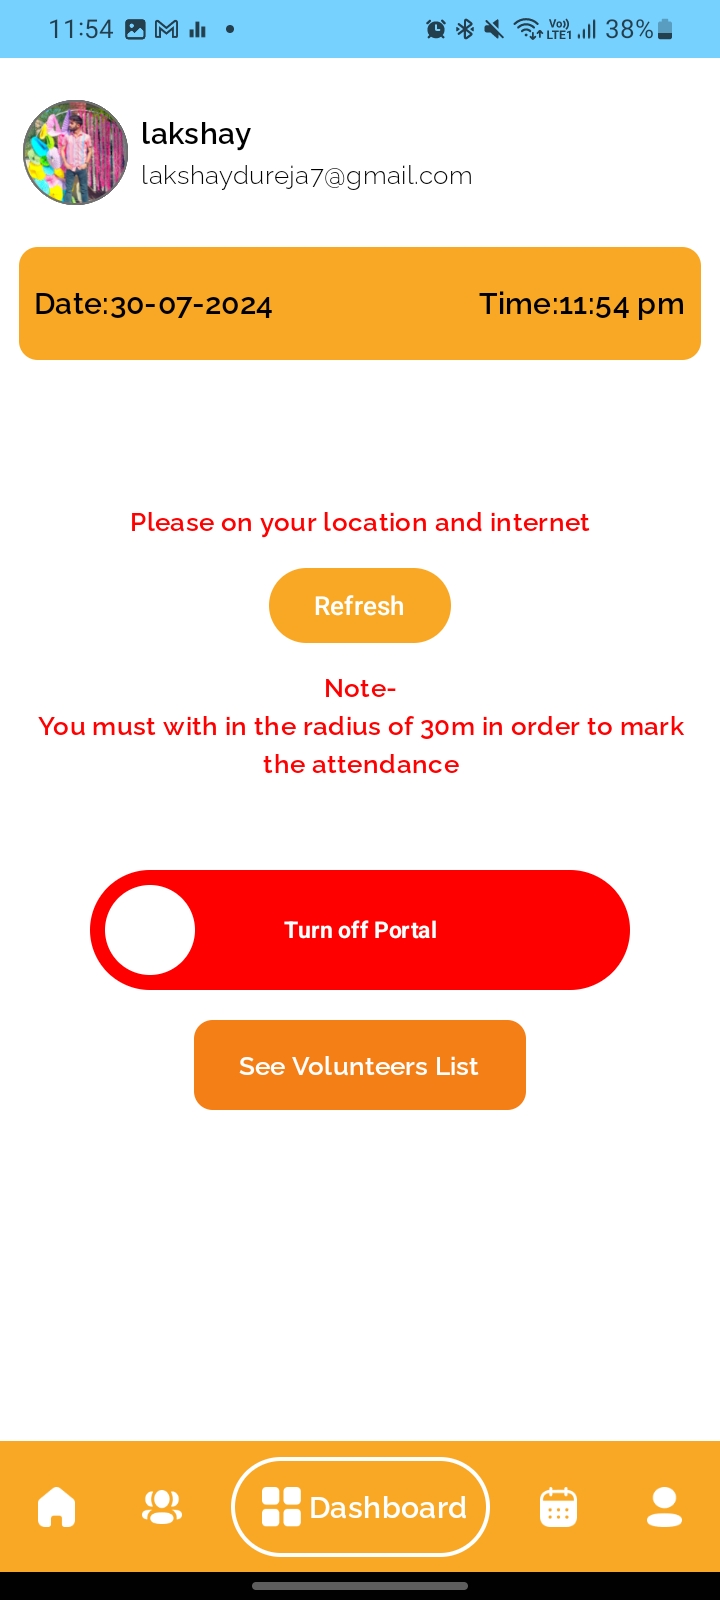 11:54
Vo))
LTE1
38%
lakshay
lakshaydureja7@gmail.com
Date:30-07-2024
Time:11:54 pm
Please on your location and internet
Refresh
Note-
You must with in the radius of 30m in order to mark
the attendance
Turn off Portal
See Volunteers List
Dashboard